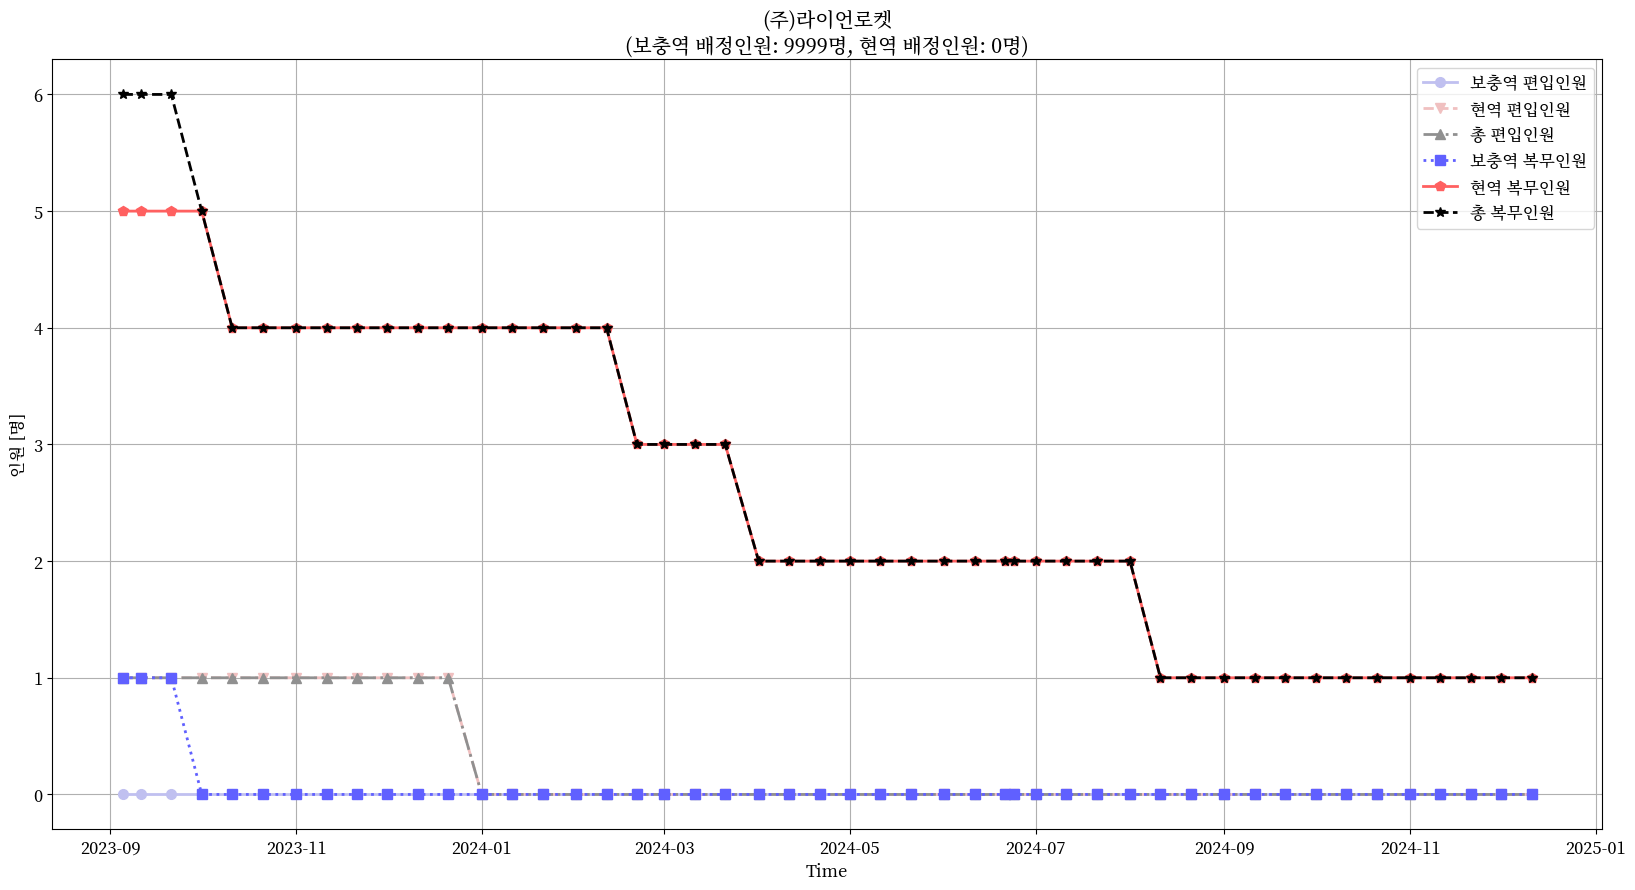 (주)라이언로켓
(보충역 배정인원: 9999명, 현역 배정인원: 0명)
보충역 편입인원
현역 편입인원
총 편입인원
보충역 복무인원
현역 복무인원
총 복무인원
인원 [명]
6
5
4
3
2
1
0
2023-09
2023-11
2024-01
2024-03
2024-05
2024-07
2024-09
2024-11
2025-01
Time